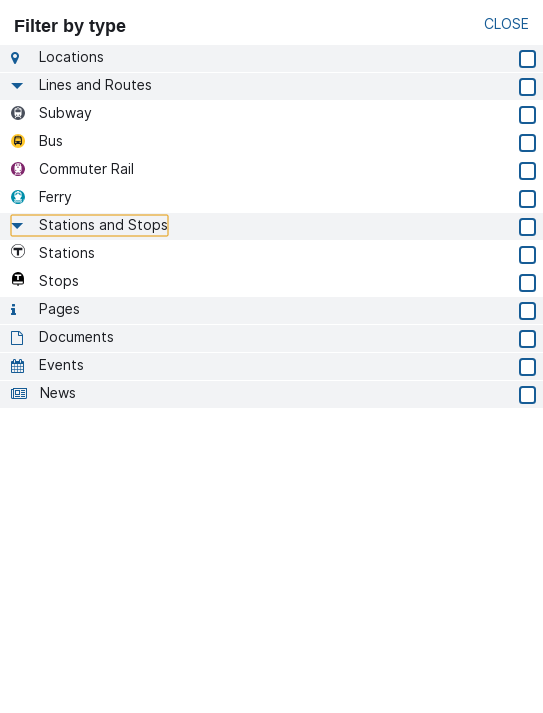 Filter by type
CLOSE
Locations
Lines and Routes
Subway
Bus
Commuter Rail
Ferry
Stations and Stops
T Stations
T Stops
Pages
Documents
Events
News